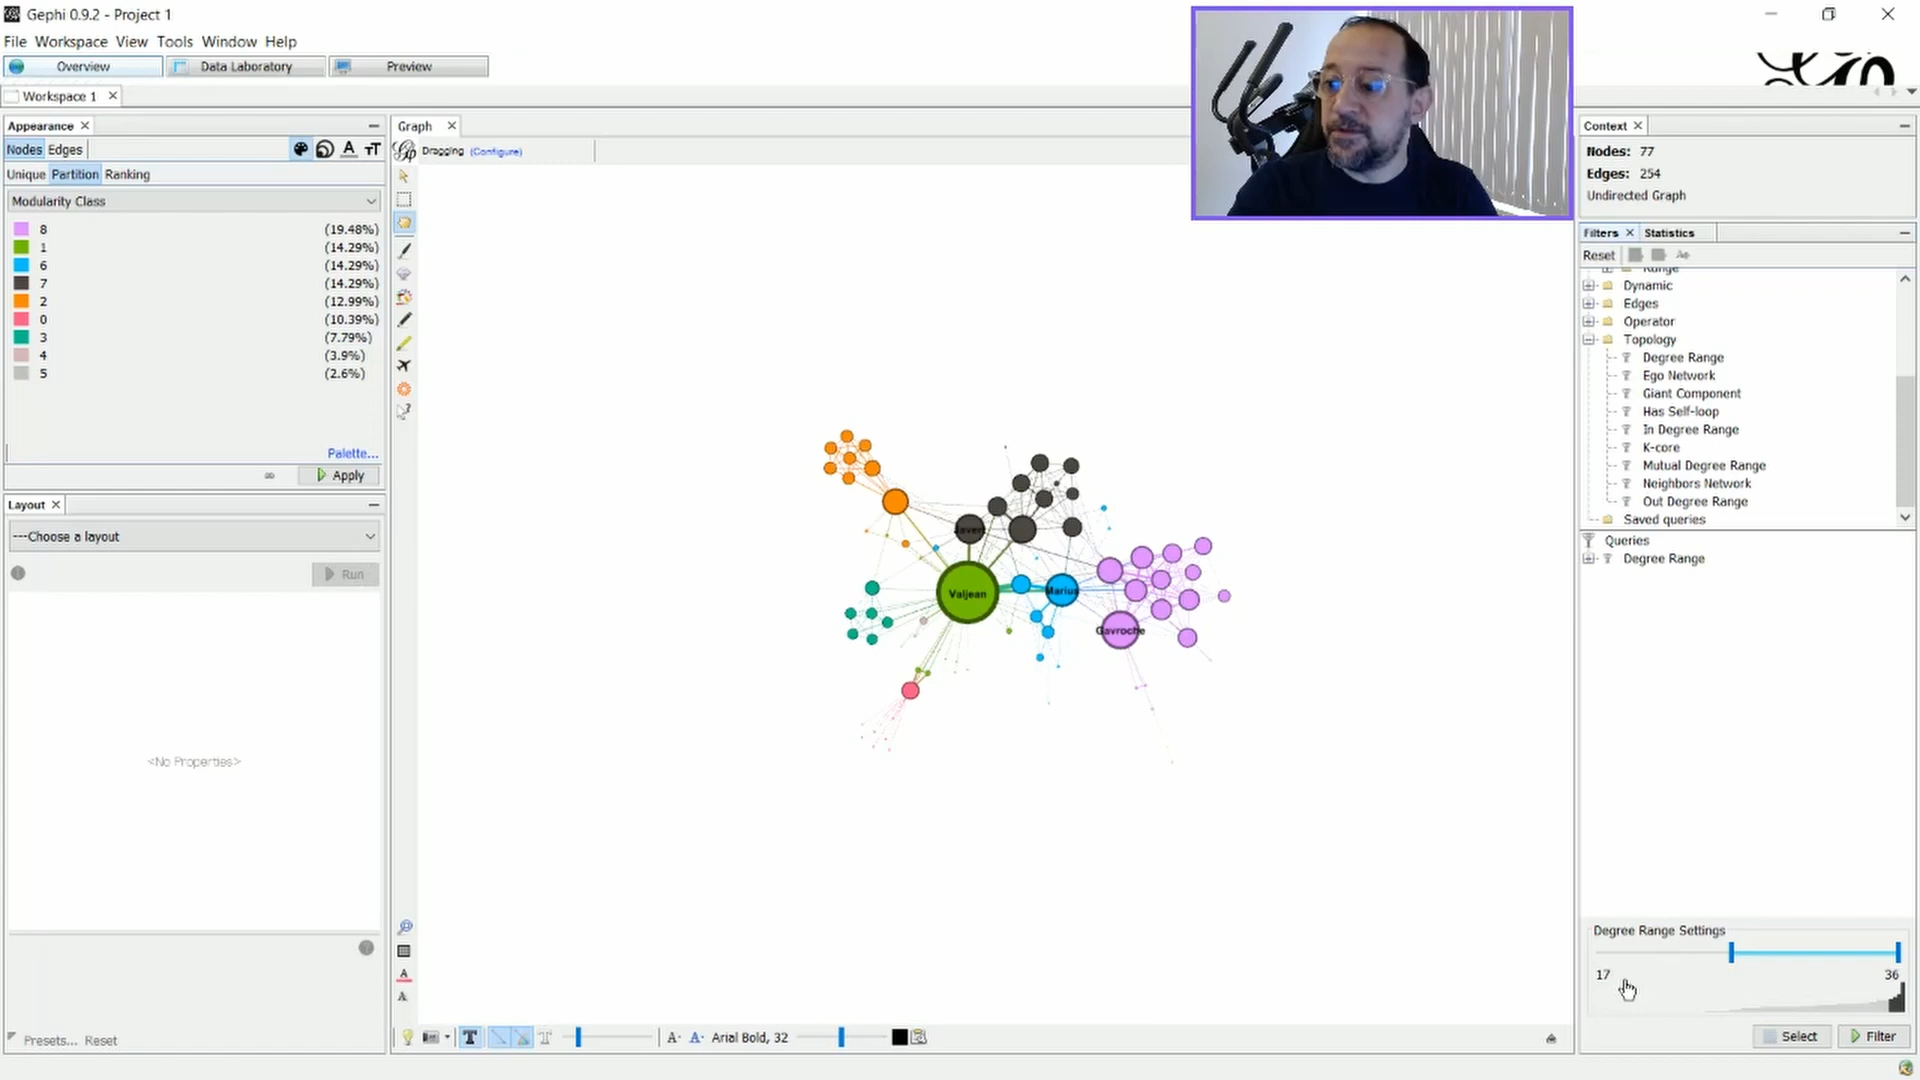 Gephi 0.9.2 - Project 1
File Workspace View Tools Window Help
Overview Data Laboratory Preview
Workspace 1
Appearance
Nodes Edges
Unique Partition Ranking
Modularity Class
8 (19.48%)
1 (14.29%)
6 (14.29%)
7 (14.29%)
2 (12.99%)
0 (10.39%)
3 (7.79%)
4 (3.9%)
5 (2.6%)
Palette...
Apply
Layout
---Choose a layout
Run
<No Properties>
Presets... Reset
Graph
Dragging (Configure)
Javert
Valjean
Marius
Gavroche
Arial Bold, 32
Context
Nodes: 77
Edges: 254
Undirected Graph
Filters Statistics
Reset
Range
Dynamic
Edges
Operator
Topology
Degree Range
Ego Network
Giant Component
Has Self-loop
In Degree Range
K-core
Mutual Degree Range
Neighbors Network
Out Degree Range
Saved queries
Queries
Degree Range
Degree Range Settings
17 36
Select Filter